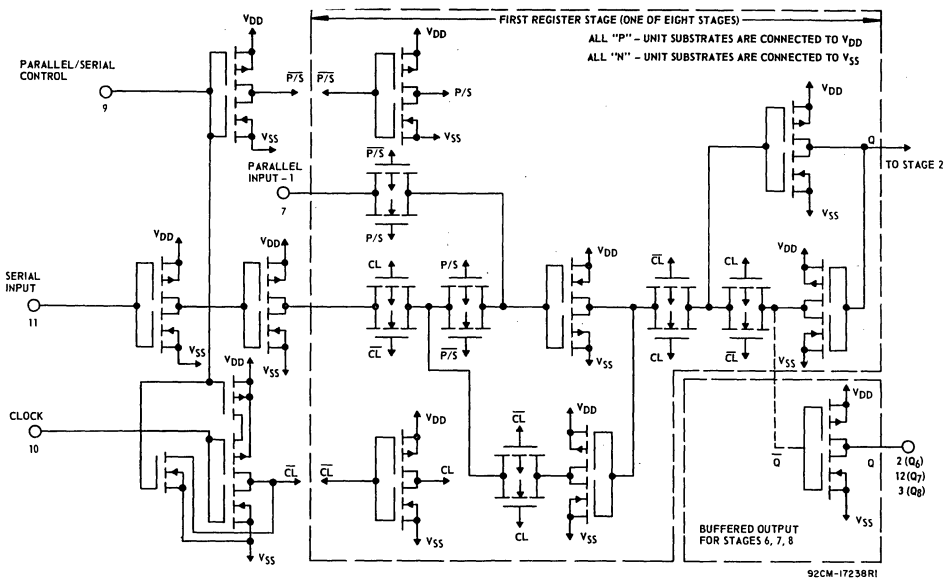 FIRST REGISTER STAGE (ONE OF EIGHT STAGES)
ALL "P" – UNIT SUBSTRATES ARE CONNECTED TO VDD
ALL "N" – UNIT SUBSTRATES ARE CONNECTED TO VSS
PARALLEL/SERIAL
CONTROL
9
VDD
P/S
P/S
VSS
VDD
P/S
VSS
PARALLEL
INPUT-1
7
P/S
P/S
VDD
Q
TO STAGE 2
VSS
SERIAL
INPUT
11
VDD
VSS
VDD
VSS
CL
CL
P/S
P/S
VDD
VSS
CL
CL
CL
CL
VDD
VSS
CLOCK
10
VDD
CL
VSS
CL
VDD
CL
VSS
CL
CL
VDD
VSS
Q
VDD
Q
VSS
2 (Q6)
12 (Q7)
3 (Q8)
BUFFERED OUTPUT
FOR STAGES 6, 7, 8
92CM-17238RI